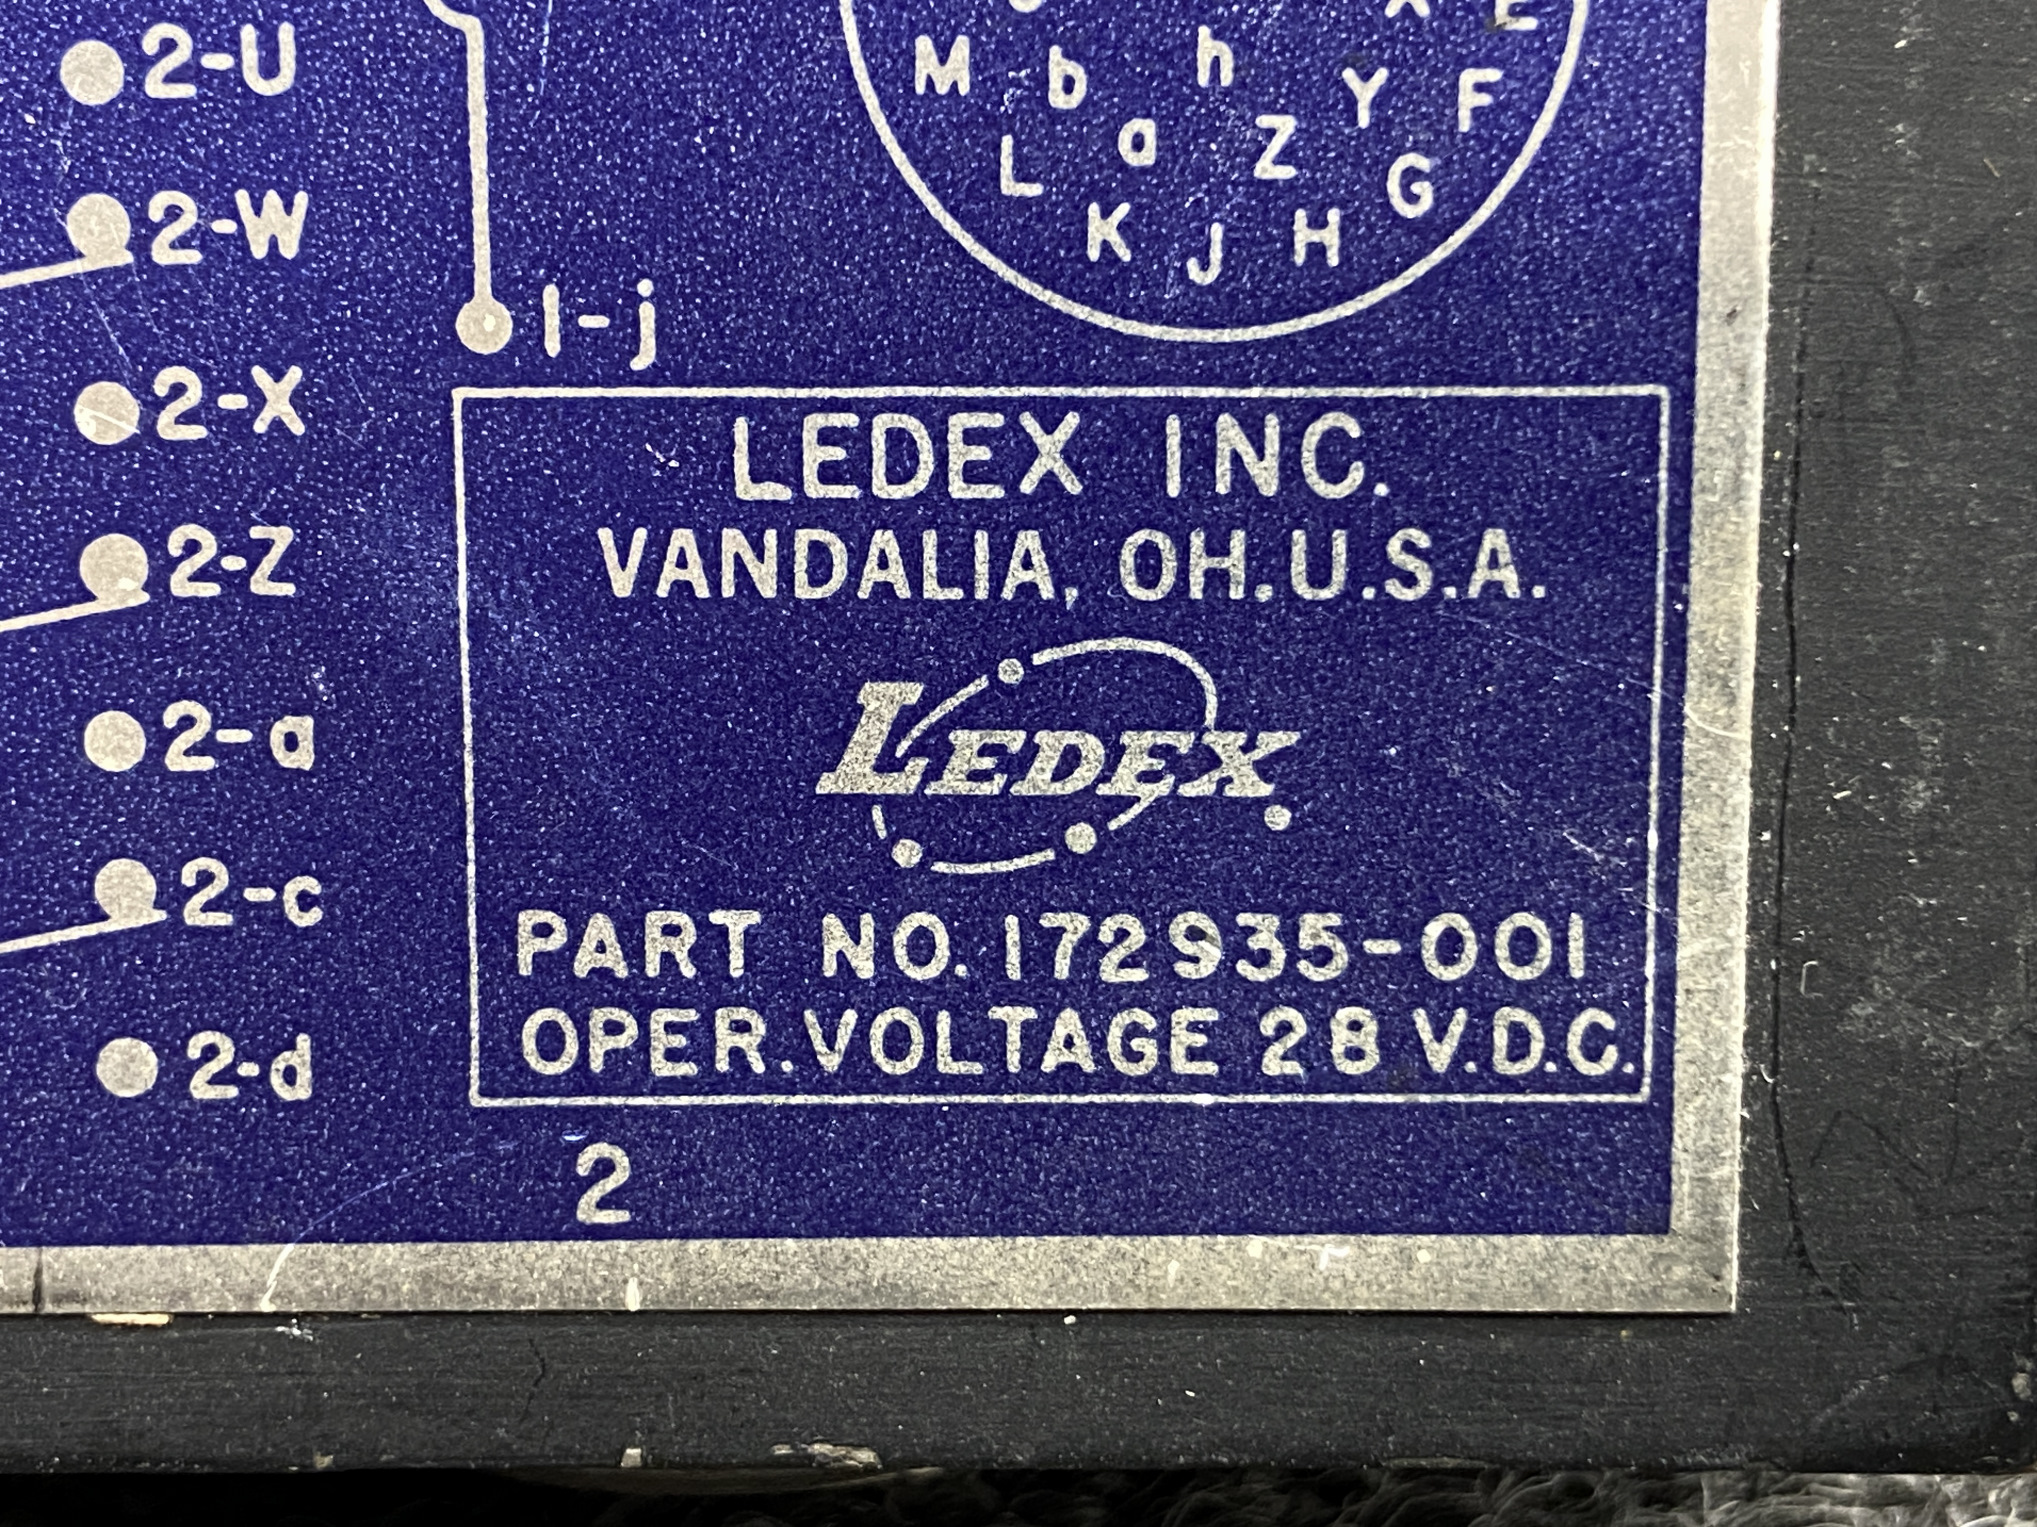 2-U
2-W
2-X
2-Z
2-a
2-c
2-d
1-j
E
M b h Y F
L a Z G
K J H
LEDEX INC.
VANDALIA, OH.U.S.A.
LEDEX
PART NO. 172935-001
OPER. VOLTAGE 28 V.D.C.
2